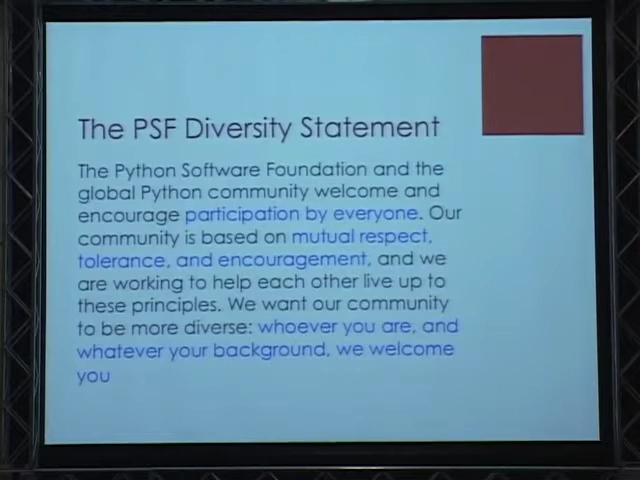 The PSF Diversity Statement
The Python Software Foundation and the
global Python community welcome and
encourage participation by everyone. Our
community is based on mutual respect,
tolerance, and encouragement, and we
are working to help each other live up to
these principles. We want our community
to be more diverse: whoever you are, and
whatever your background, we welcome
you